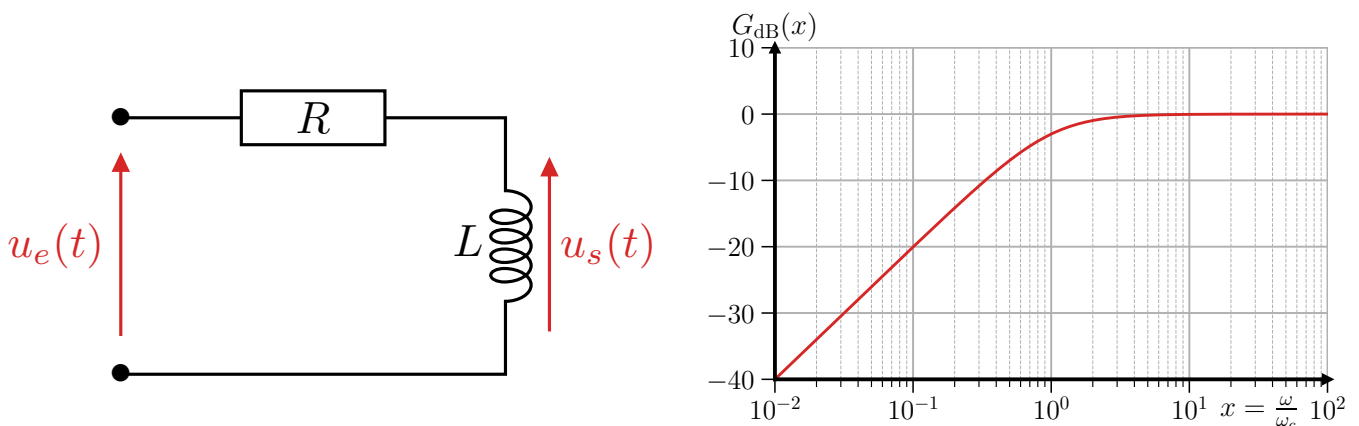 R
L
u_e(t)
u_s(t)
G_dB(x)
10
0
−10
−20
−30
−40
10^−2
10^−1
10^0
10^1
x = ω/ω_c
10^2